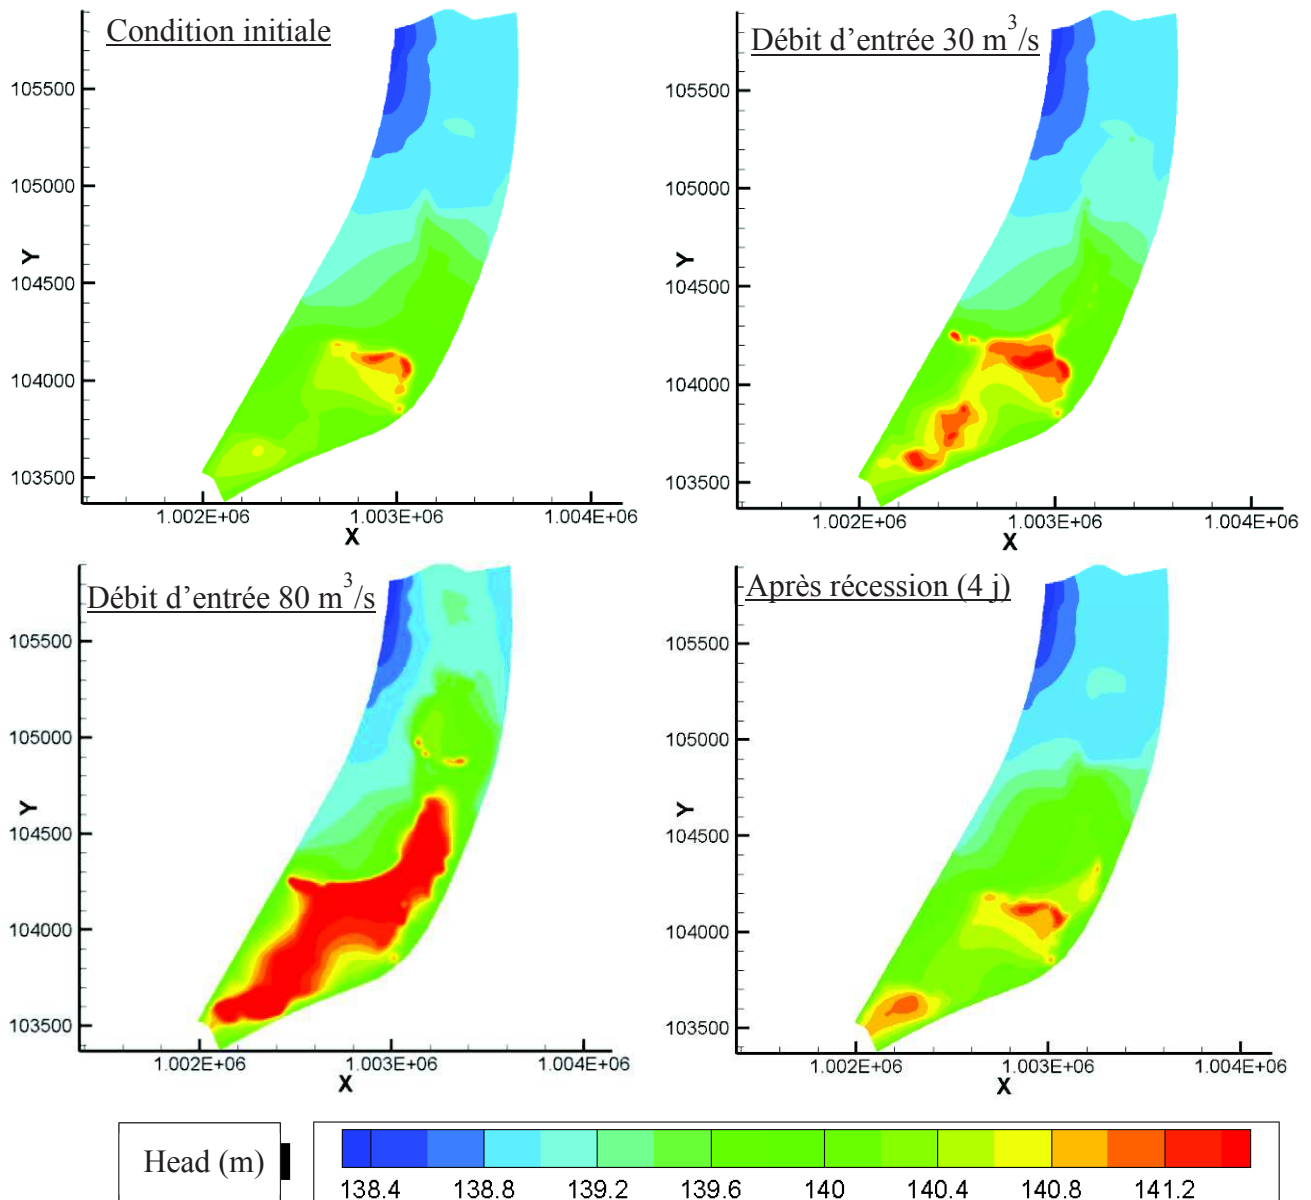 Condition initiale
105500
105000
104500
104000
103500
Y
1.002E+06 1.003E+06 1.004E+06
X
Débit d’entrée 30 m³/s
105500
105000
104500
104000
103500
Y
1.002E+06 1.003E+06 1.004E+06
X
Débit d’entrée 80 m³/s
105500
105000
104500
104000
103500
Y
1.002E+06 1.003E+06 1.004E+06
X
Après récession (4 j)
105500
105000
104500
104000
103500
Y
1.002E+06 1.003E+06 1.004E+06
X
Head (m)
138.4 138.8 139.2 139.6 140 140.4 140.8 141.2